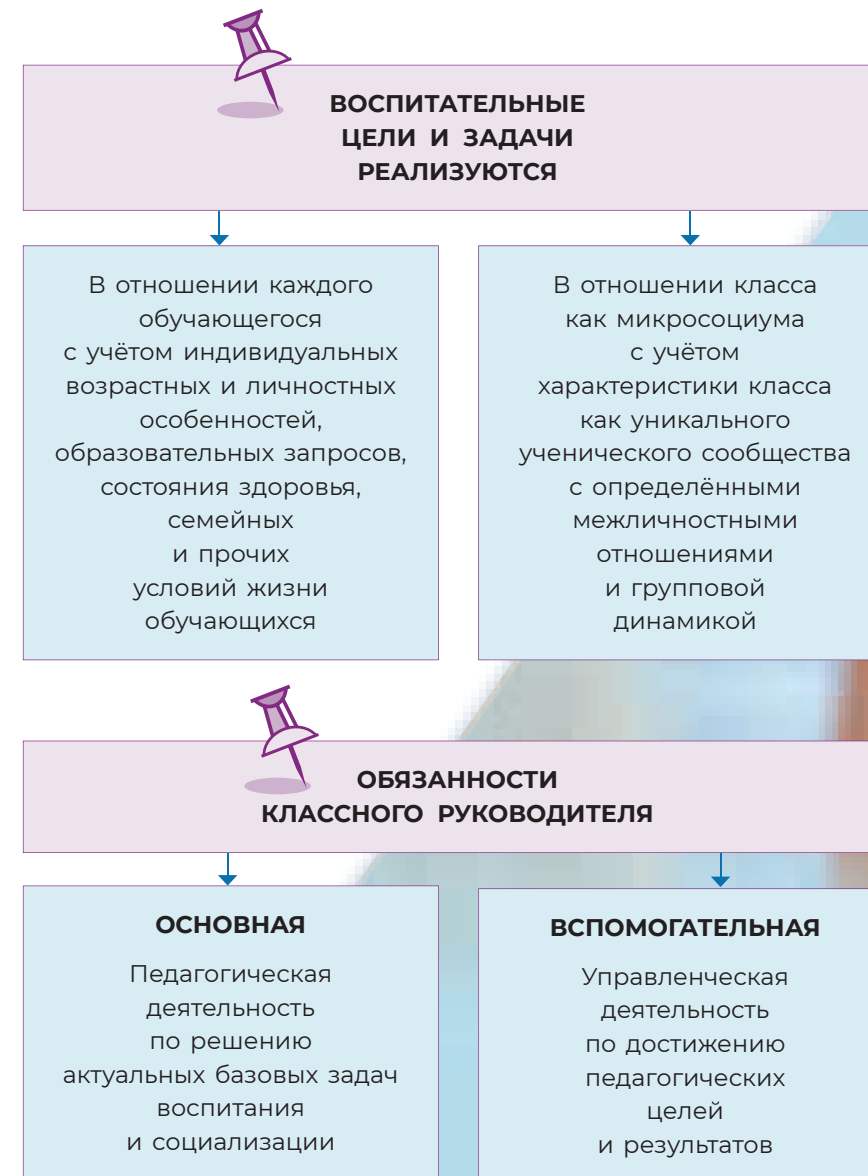 ВОСПИТАТЕЛЬНЫЕ
ЦЕЛИ И ЗАДАЧИ
РЕАЛИЗУЮТСЯ
В отношении каждого
обучающегося
с учётом индивидуальных
возрастных и личностных
особенностей,
образовательных запросов,
состояния здоровья,
семейных
и прочих
условий жизни
обучающихся
В отношении класса
как микросоциума
с учётом
характеристики класса
как уникального
ученического сообщества
с определёнными
межличностными
отношениями
и групповой
динамикой
ОБЯЗАННОСТИ
КЛАССНОГО РУКОВОДИТЕЛЯ
ОСНОВНАЯ
Педагогическая
деятельность
по решению
актуальных базовых задач
воспитания
и социализации
ВСПОМОГАТЕЛЬНАЯ
Управленческая
деятельность
по достижению
педагогических
целей
и результатов